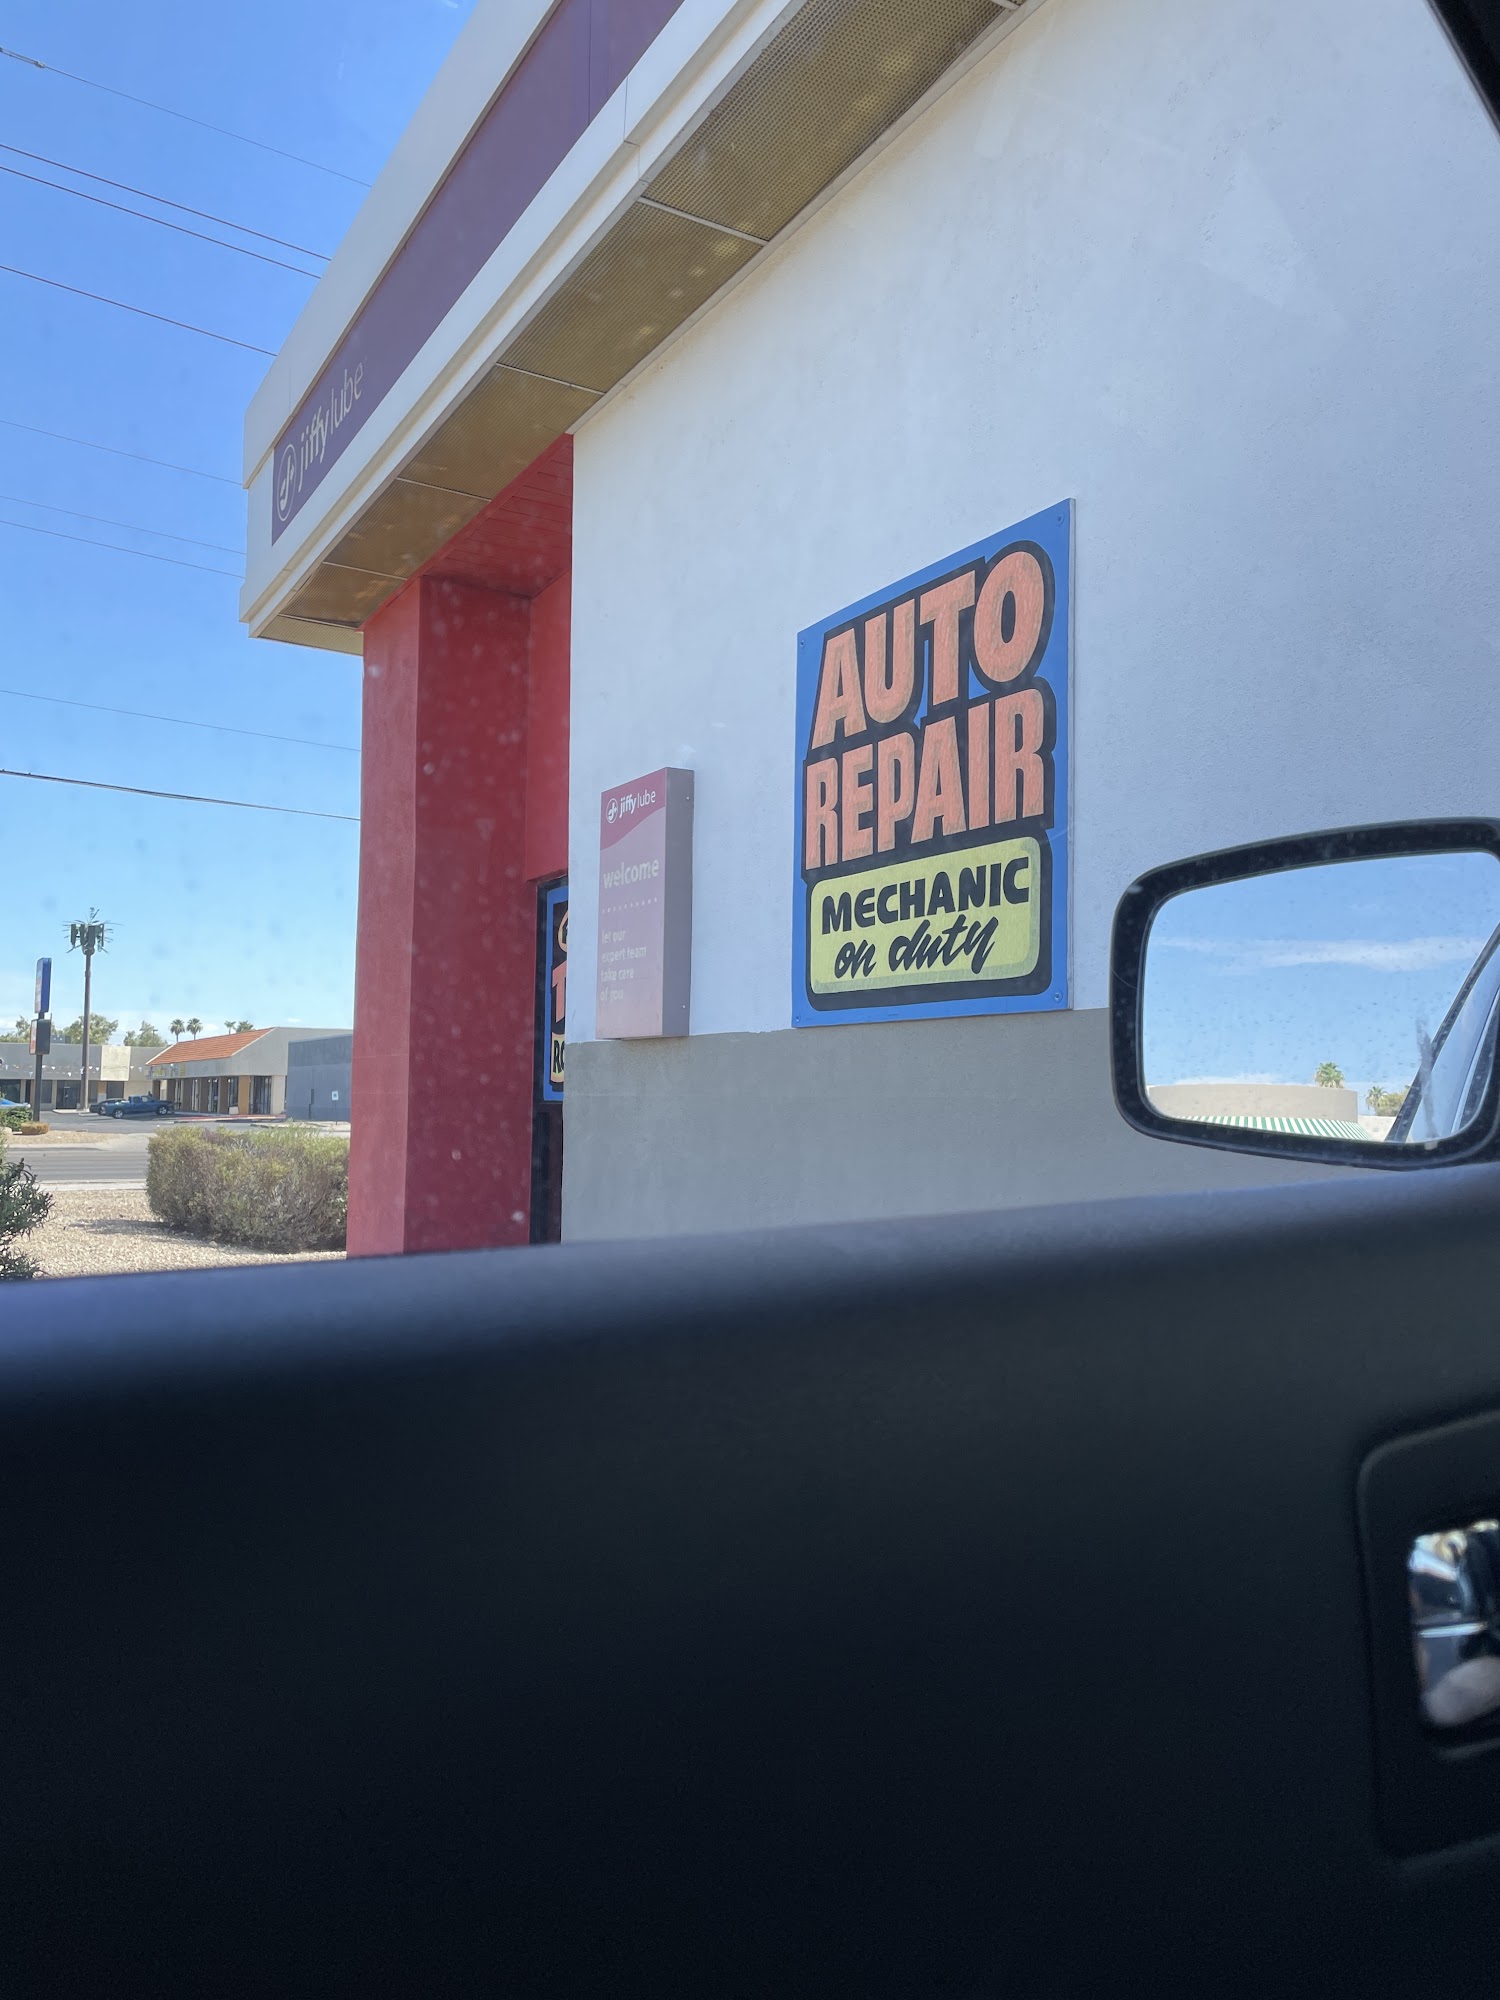 jiffy lube
jiffy lube
welcome
let our
expert team
take care
of you
AUTO
REPAIR
MECHANIC
on duty